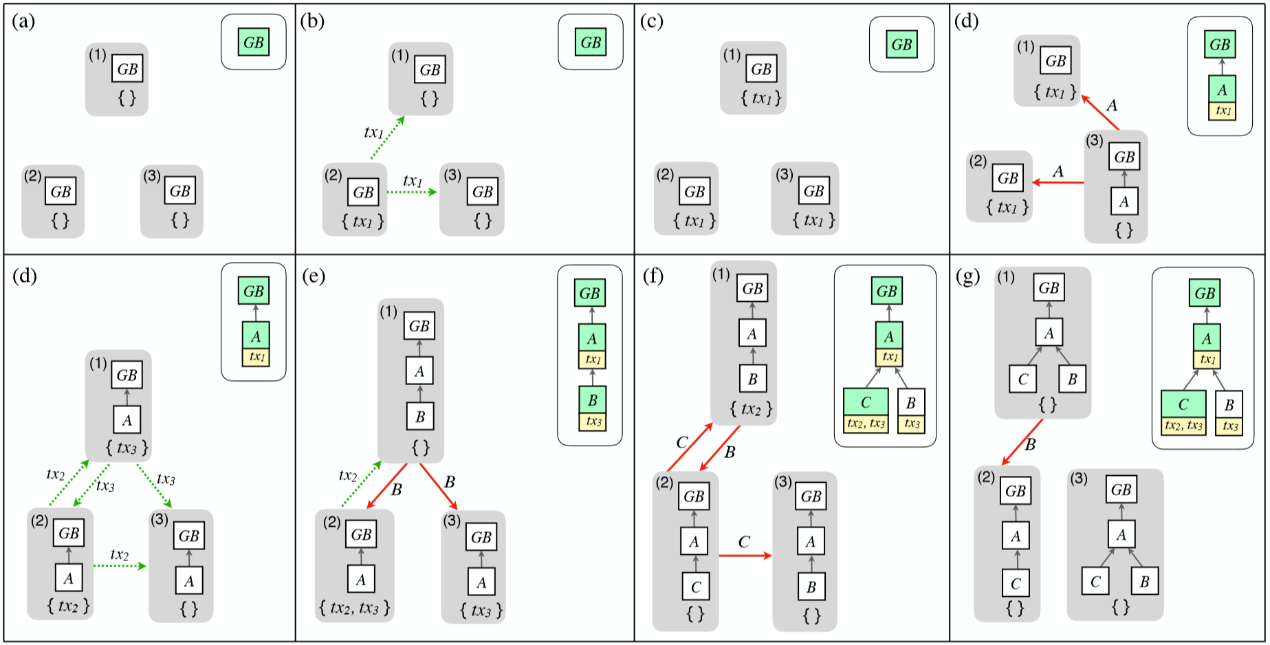 (a)
GB
(1)
GB
{ }
(2)
GB
{ }
(3)
GB
{ }
(b)
GB
(1)
GB
{ }
tx1
tx1
(2)
GB
{ tx1 }
(3)
GB
{ }
(c)
GB
(1)
GB
{ tx1 }
(2)
GB
{ tx1 }
(3)
GB
{ tx1 }
(d)
GB
A
tx1
(1)
GB
{ tx1 }
A
(3)
GB
A
{ }
(2)
GB
{ tx1 }
A
(d)
GB
A
tx1
(1)
GB
A
{ tx3 }
tx2
tx3
tx3
(2)
GB
A
{ tx2 }
tx2
(3)
GB
A
{ }
(e)
GB
A
tx1
B
tx3
(1)
GB
A
B
{ }
tx2
B
B
(2)
GB
A
{ tx2, tx3 }
(3)
GB
A
{ tx3 }
(f)
GB
A
tx1
C
tx2, tx3
B
tx3
(1)
GB
A
B
{ tx2 }
C
B
(2)
GB
A
C
{ }
C
(3)
GB
A
B
{ }
(g)
GB
A
tx1
C
tx2, tx3
B
tx3
(1)
GB
A
C
B
{ }
B
(2)
GB
A
C
{ }
(3)
GB
A
C
B
{ }